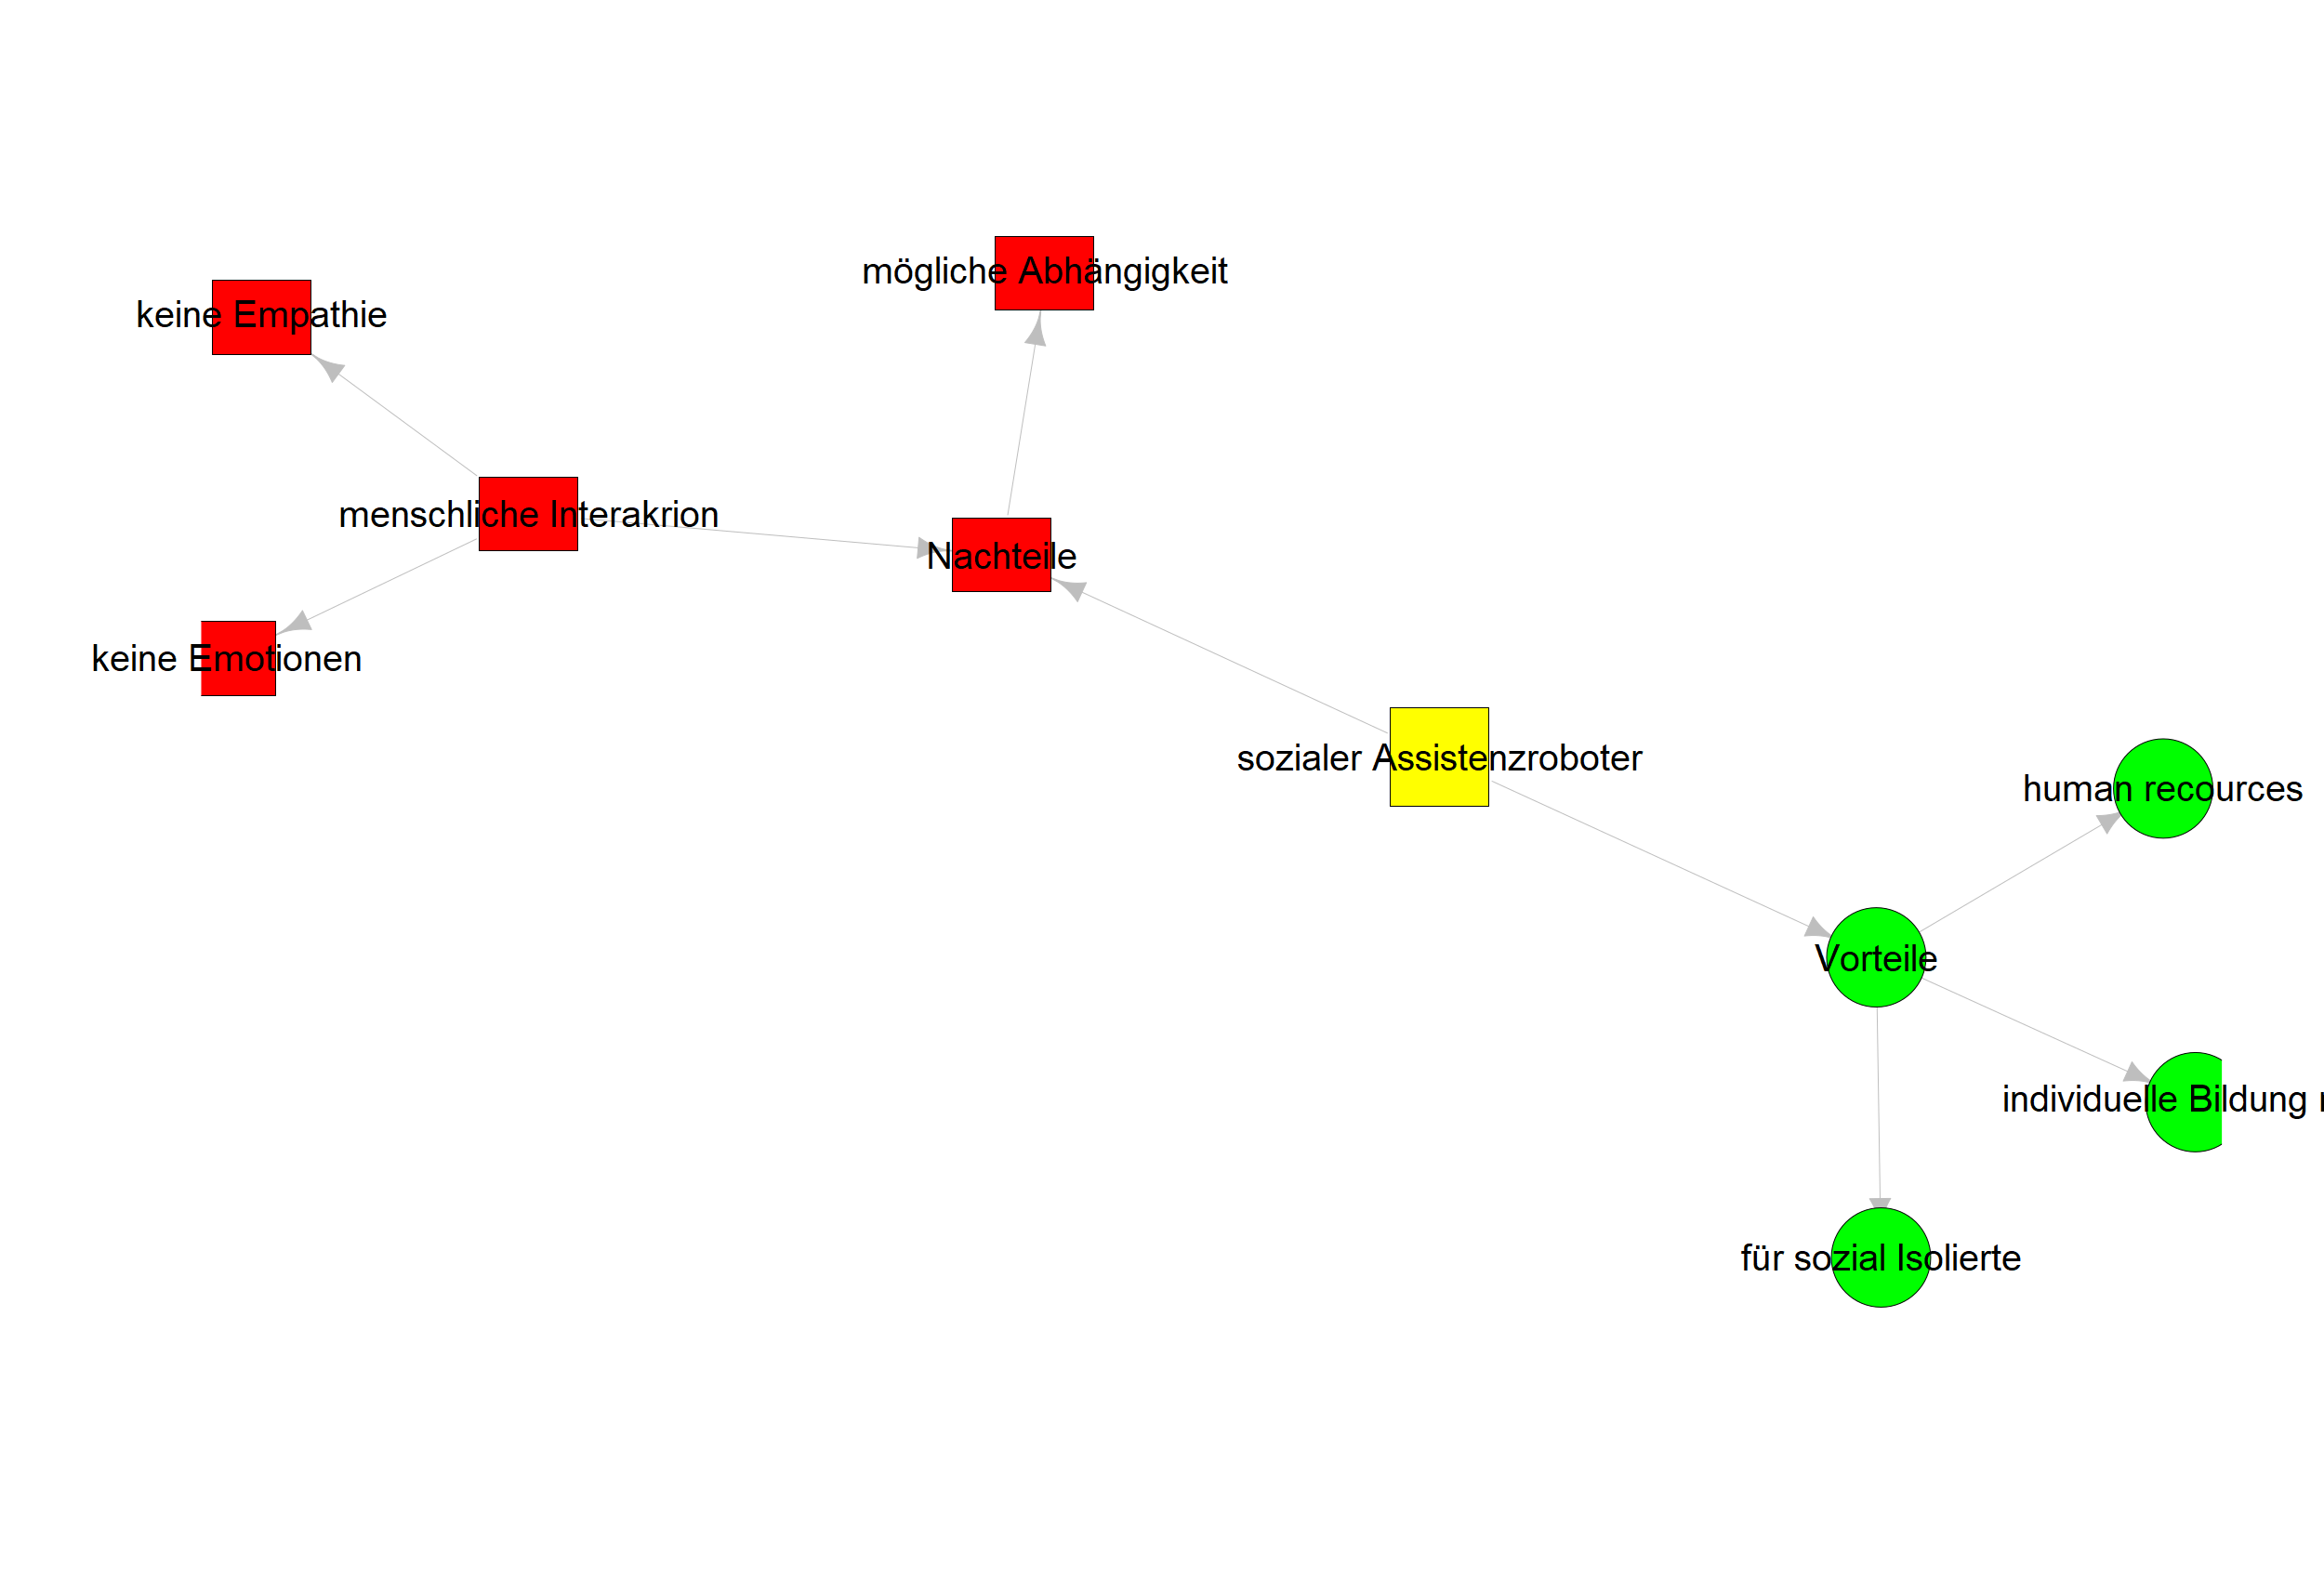 mögliche Abhängigkeit
keine Empathie
menschliche Interakrion
Nachteile
keine Emotionen
sozialer Assistenzroboter
human recources
Vorteile
individuelle Bildung
für sozial Isolierte